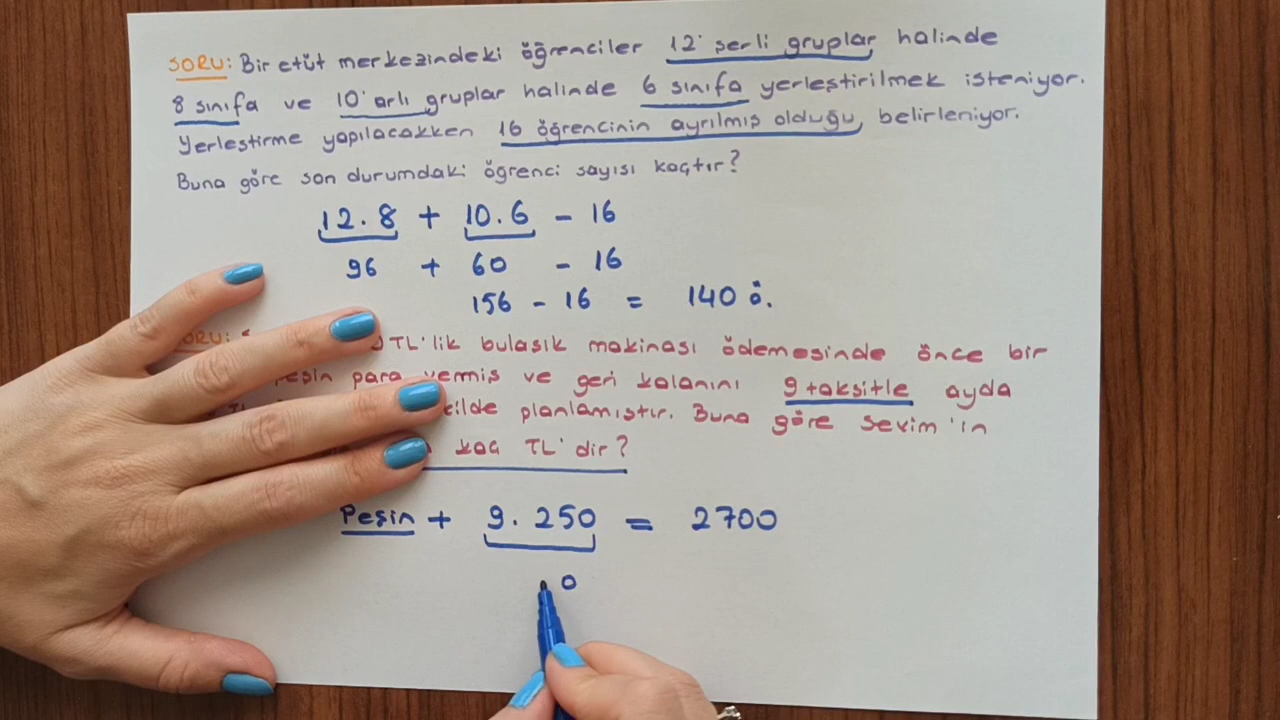 SORU: Bir etüt merkezindeki öğrenciler 12'şerli gruplar halinde
8 sınıfa ve 10'arlı gruplar halinde 6 sınıfa yerleştirilmek isteniyor.
Yerleştirme yapılacakken 16 öğrencinin ayrılmış olduğu belirleniyor.
Buna göre son durumdaki öğrenci sayısı kaçtır?
12.8 + 10.6 - 16
96 + 60 - 16
156 - 16 = 140 ö.
TL'lik bulaşık makinası ödemesinde önce bir
peşin para vermiş ve geri kalanını 9 taksitle ayda
planlamıştır. Buna göre Sevim'in
kaç TL'dir?
Peşin + 9.250 = 2700
0